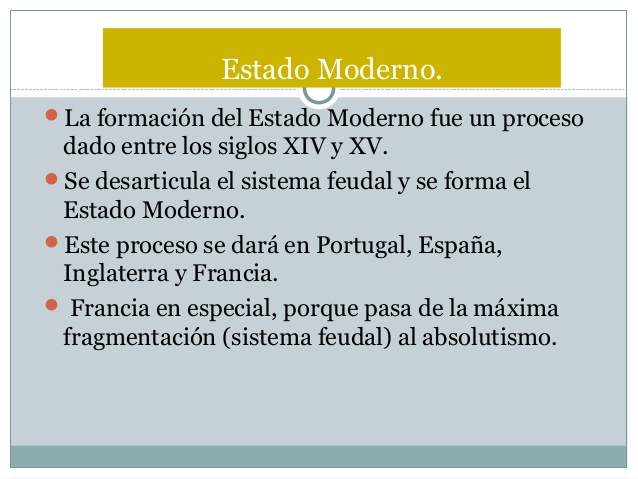 Estado Moderno.
La formación del Estado Moderno fue un proceso
dado entre los siglos XIV y XV.
Se desarticula el sistema feudal y se forma el
Estado Moderno.
Este proceso se dará en Portugal, España,
Inglaterra y Francia.
Francia en especial, porque pasa de la máxima
fragmentación (sistema feudal) al absolutismo.